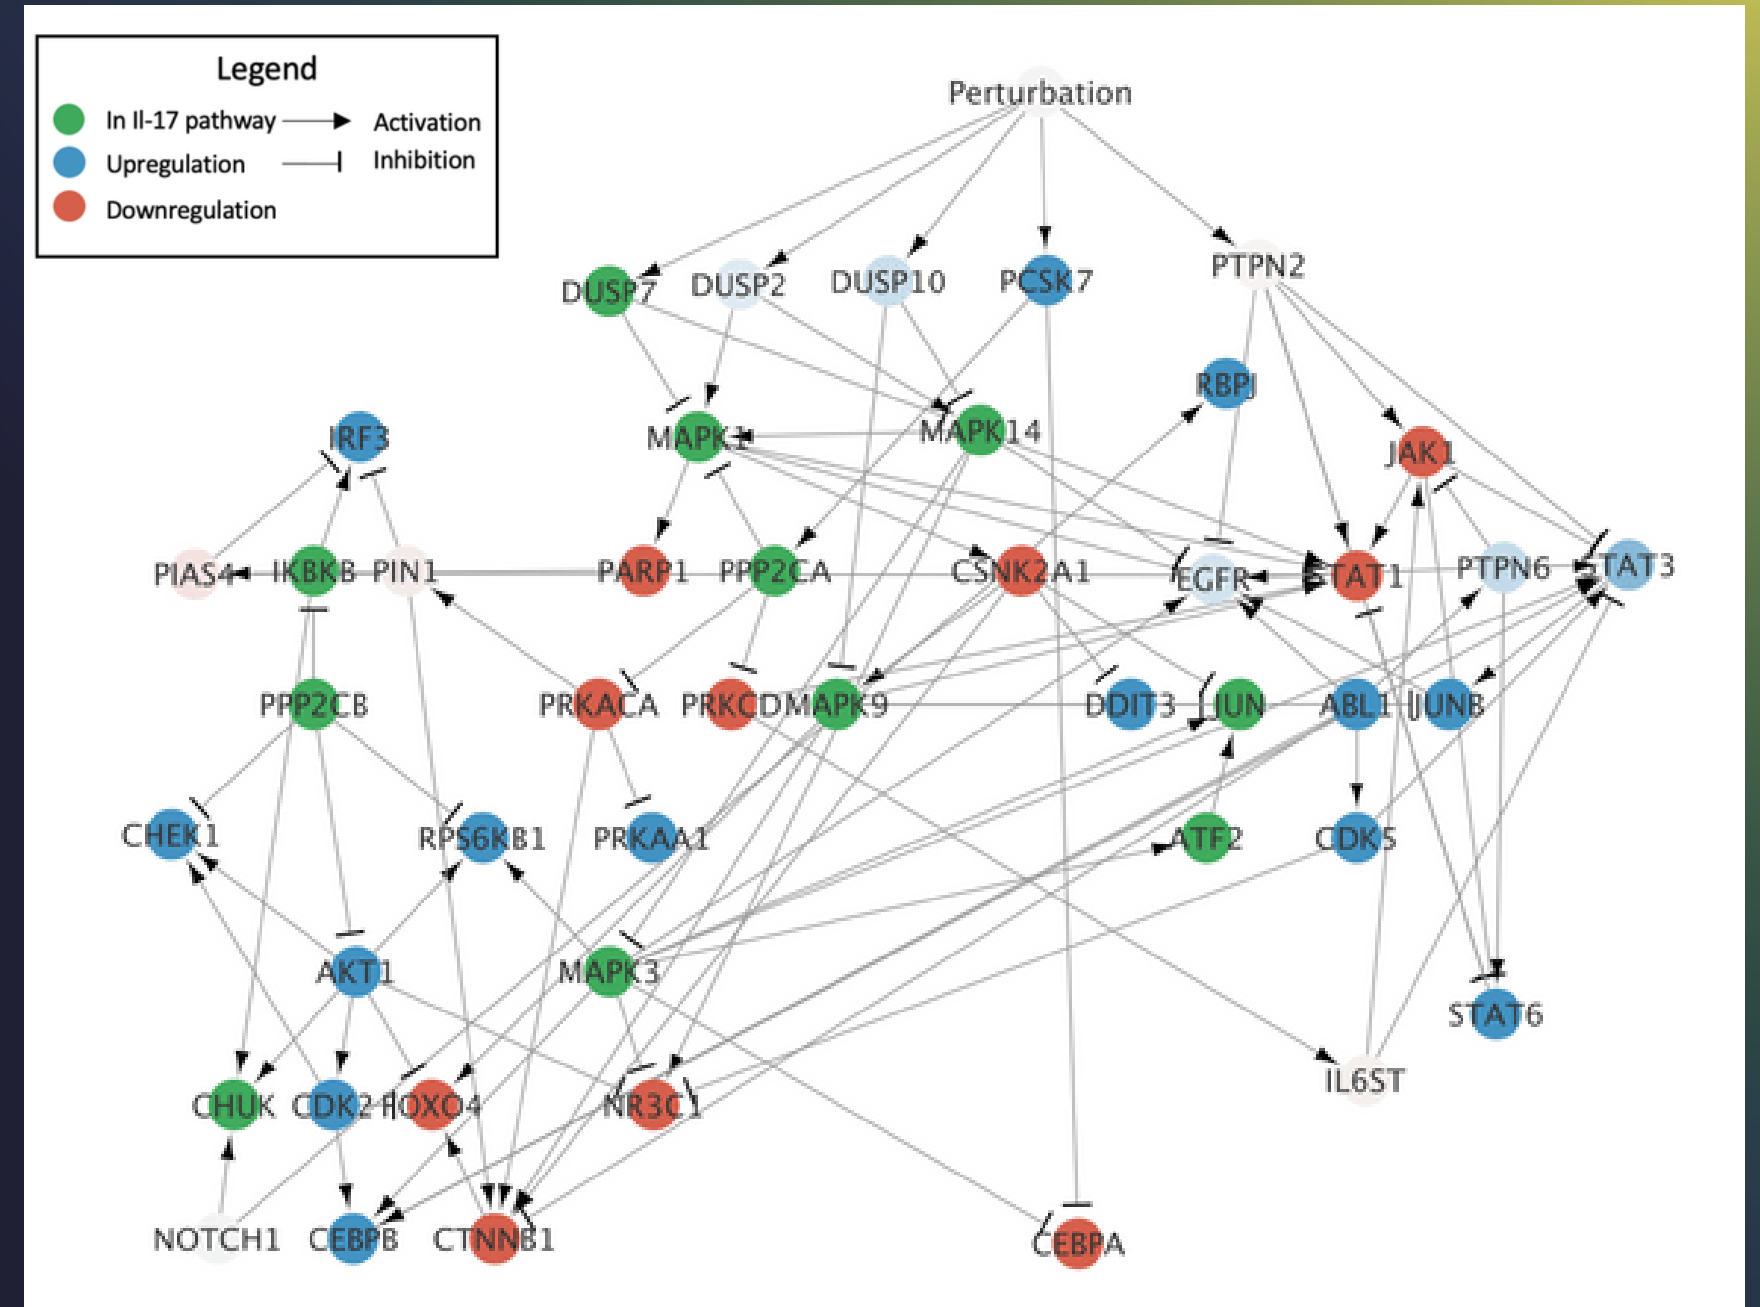 Legend
In Il-17 pathway
Activation
Upregulation
Inhibition
Downregulation
Perturbation
PTPN2
DUSP7
DUSP2
DUSP10
PCSK7
RBPJ
IRF3
MAPK1
MAPK14
JAK1
PIAS4
IKBKB
PIN1
PARP1
PPP2CA
CSNK2A1
EGFR
STAT1
PTPN6
STAT3
PPP2CB
PRKACA
PRKCD
MAPK9
DDIT3
JUN
ABL1
JUNB
CHEK1
RPS6KB1
PRKAA1
ATF2
CDK5
AKT1
MAPK3
STAT6
IL6ST
CHUK
CDK2
FOXO4
NR3C1
NOTCH1
CEBPB
CTNNB1
CEBPA